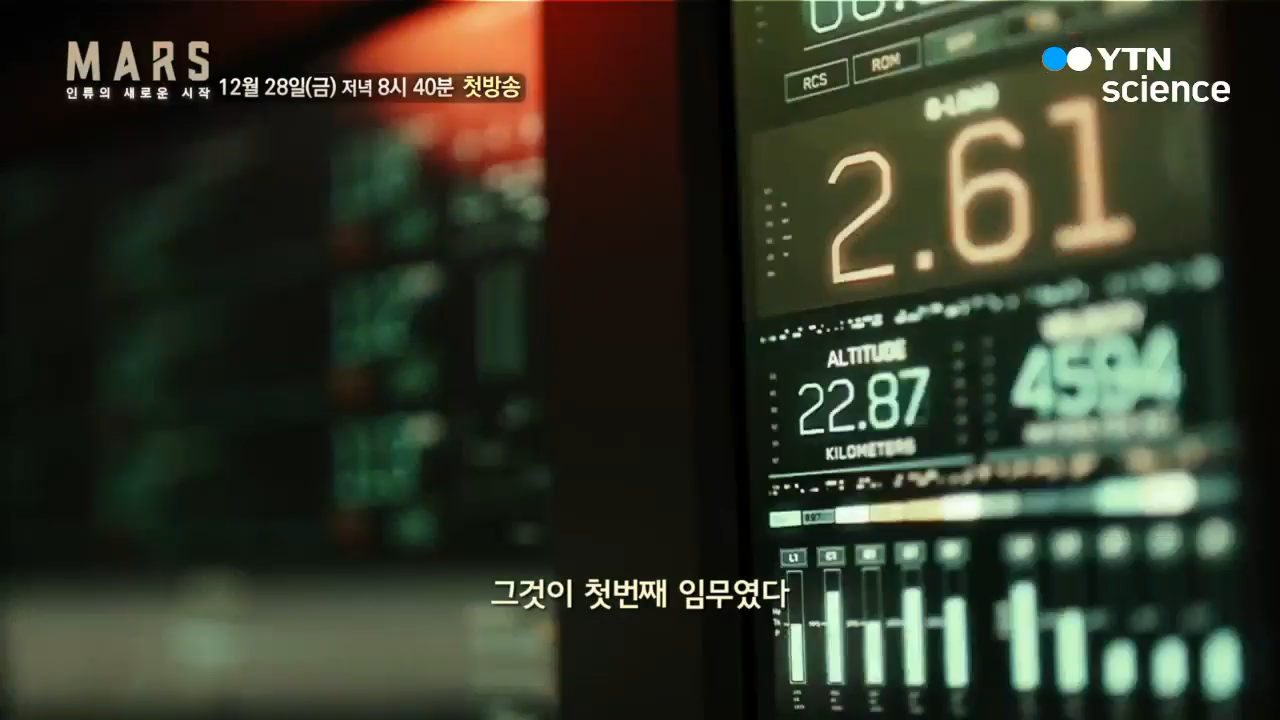 MARS
인류의 새로운 시작
12월 28일(금) 저녁 8시 40분 첫방송
YTN
science
RCS
ROM
2.61
ALTITUDE
22.87
KILOMETERS
4594
L1
그것이 첫번째 임무였다